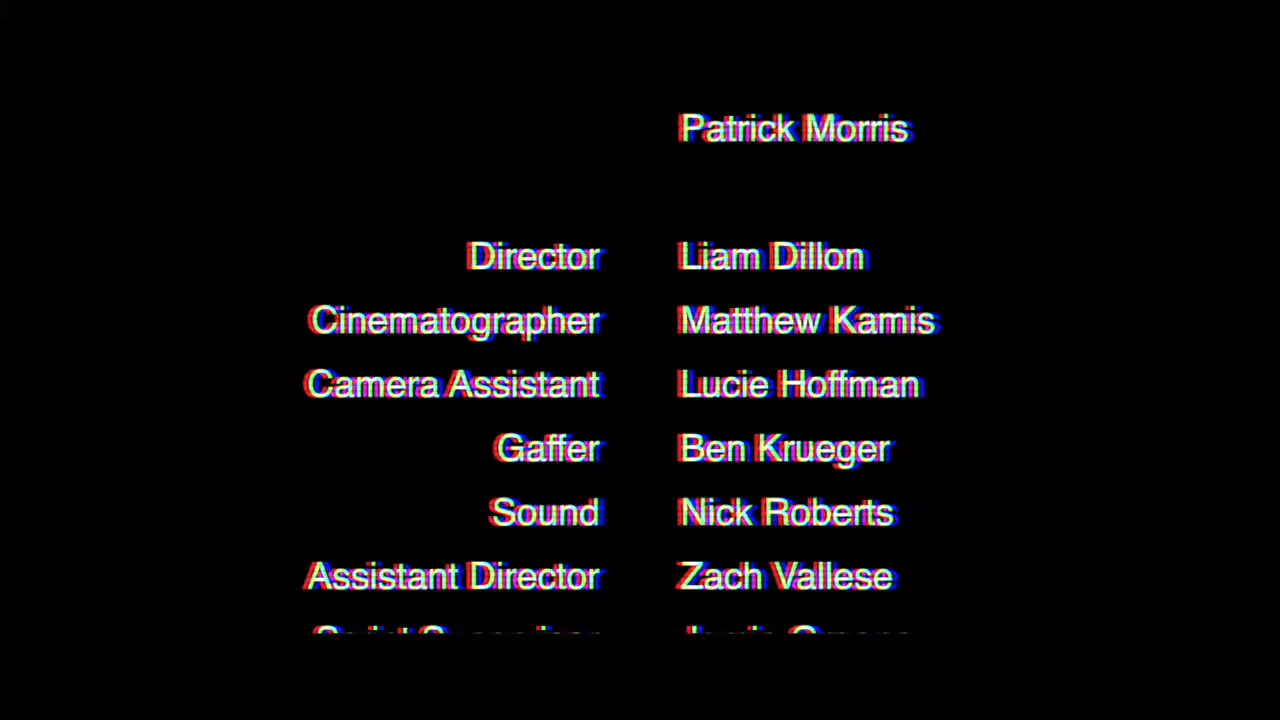 Patrick Morris
Director Liam Dillon
Cinematographer Matthew Kamis
Camera Assistant Lucie Hoffman
Gaffer Ben Krueger
Sound Nick Roberts
Assistant Director Zach Vallese